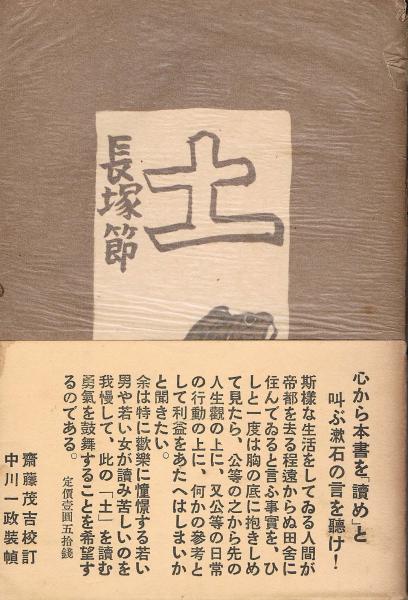 土
長塚節
心から本書を「讀め」と
叫ぶ漱石の言を聽け!
斯様な生活をしてゐる人間が
帝都を去る程遠からぬ田舍に
住んでゐると言ふ事實を、ひ
しと一度は胸の底に抱きしめ
て見たら、公等の之から先の
人生觀の上に、又公等の日常
の行動の上に、何かの參考と
して利益をあたへはしまいか
と聞きたい。
余は特に歡樂に憧憬する若い
男や若い女が讀み苦しいのを
我慢して、此の「土」を讀む
勇氣を鼓舞することを希望す
るのである。
定價壹圓五拾錢
齋藤茂吉校訂
中川一政裝幀